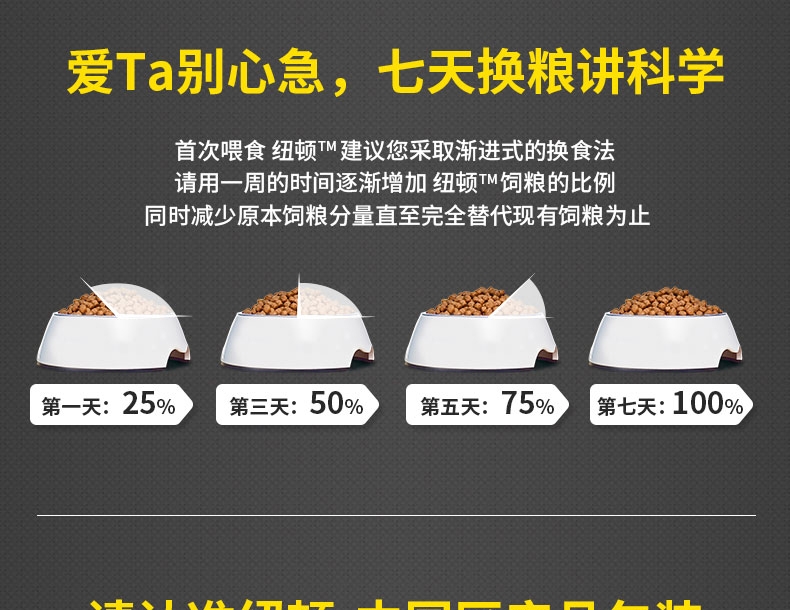 爱Ta别心急，七天换粮讲科学
首次喂食 纽顿™建议您采取渐进式的换食法
请用一周的时间逐渐增加 纽顿™饲粮的比例
同时减少原本饲粮分量直至完全替代现有饲粮为止
第一天：25%
第三天：50%
第五天：75%
第七天：100%